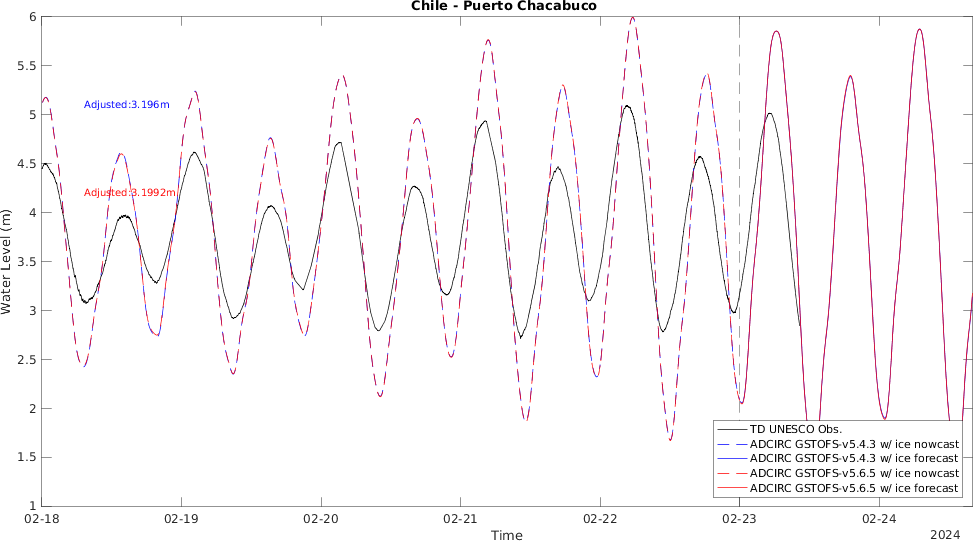 Chile - Puerto Chacabuco
6
5.5
5
4.5
4
3.5
3
2.5
2
1.5
1
Water Level (m)
Adjusted:3.196m
Adjusted:3.1992m
TD UNESCO Obs.
ADCIRC GSTOFS-v5.4.3 w/ ice nowcast
ADCIRC GSTOFS-v5.4.3 w/ ice forecast
ADCIRC GSTOFS-v5.6.5 w/ ice nowcast
ADCIRC GSTOFS-v5.6.5 w/ ice forecast
02-18 02-19 02-20 02-21 02-22 02-23 02-24
Time
2024